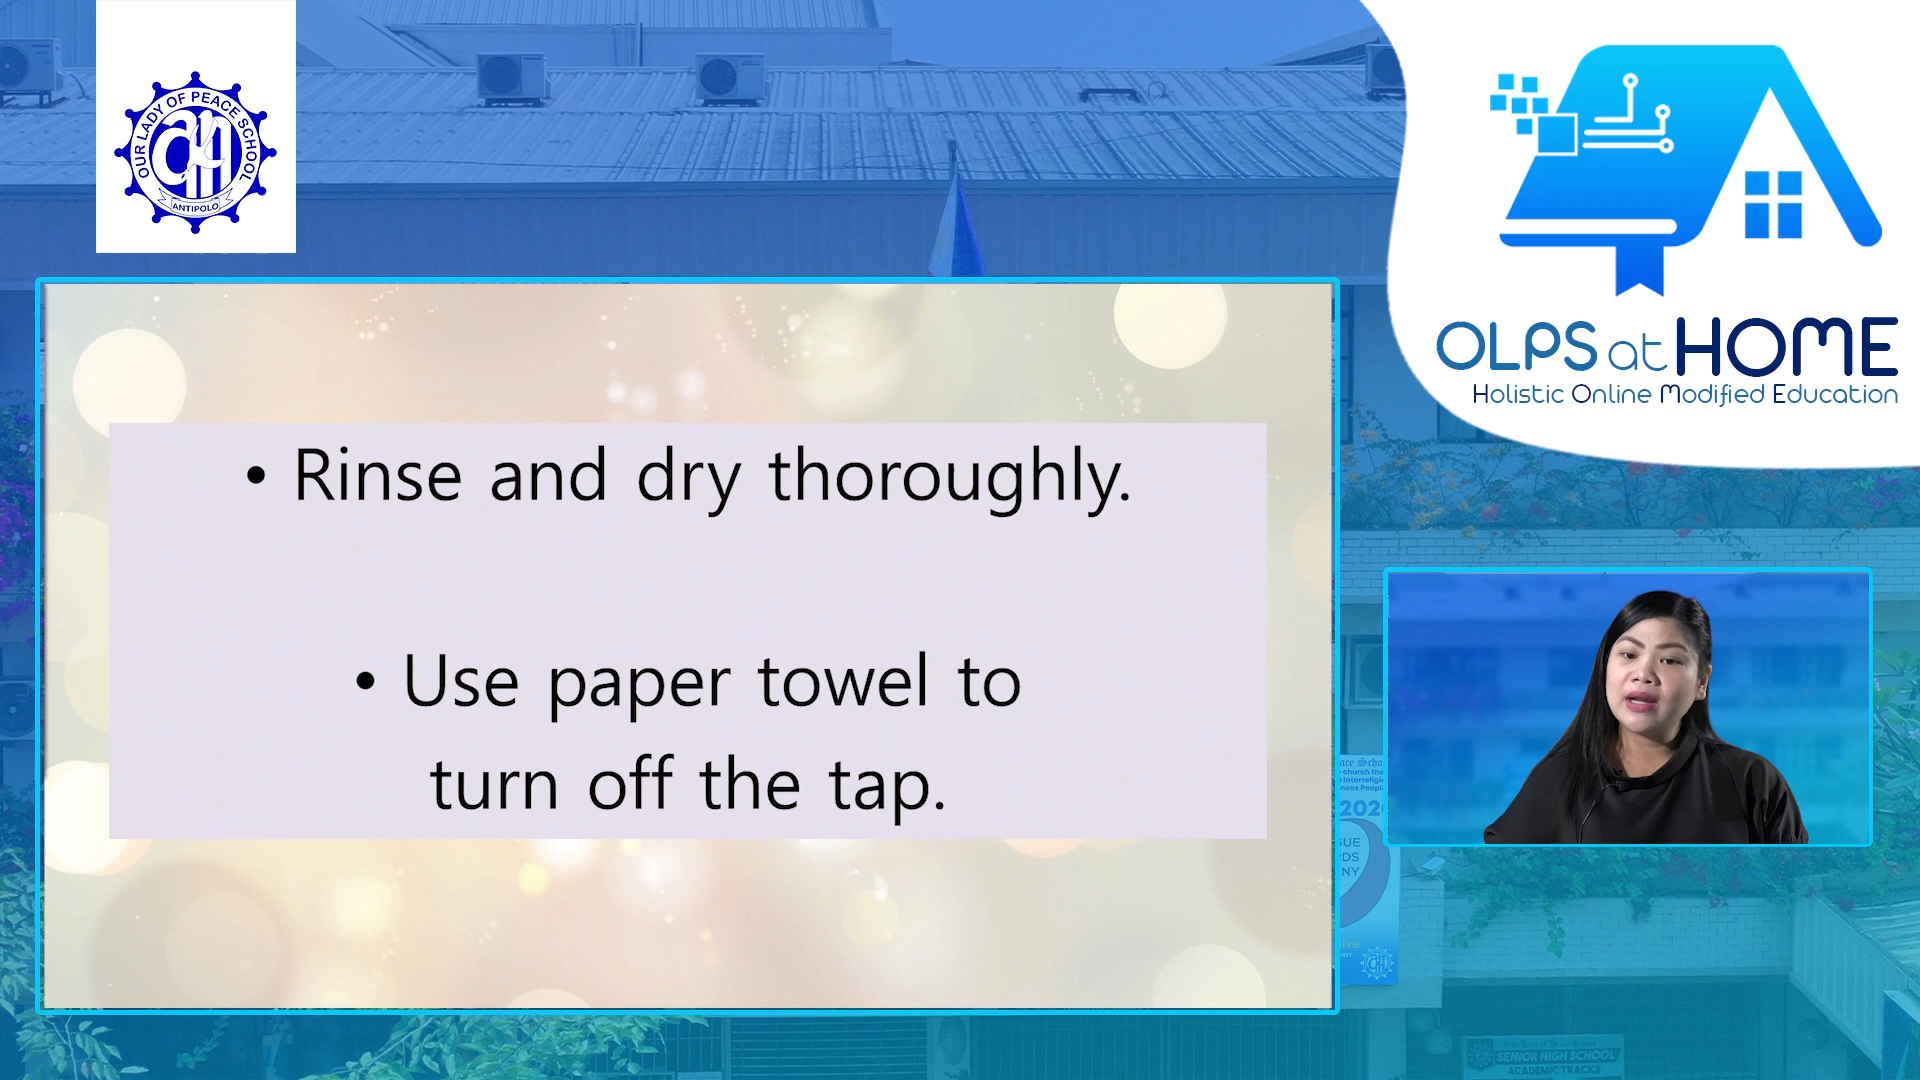 OUR LADY OF PEACE SCHOOL
ANTIPOLO
OLPS at HOME
Holistic Online Modified Education
• Rinse and dry thoroughly.
• Use paper towel to
turn off the tap.
SENIOR HIGH SCHOOL
ACADEMIC TRACKS